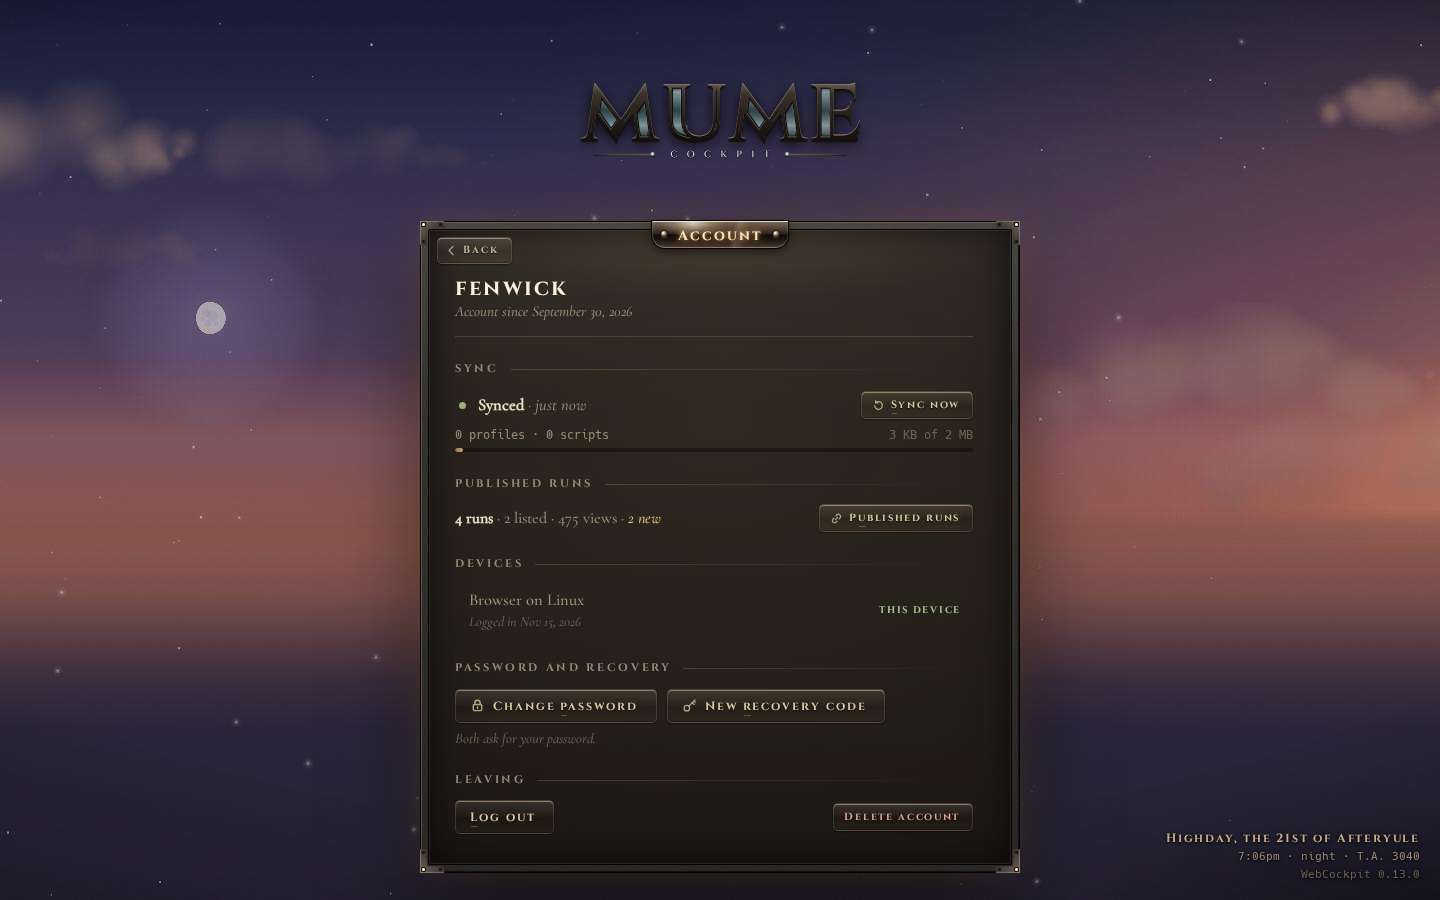 MUME
COCKPIT
Account
Back
FENWICK
Account since September 30, 2026
SYNC
Synced · just now
Sync now
0 profiles · 0 scripts
3 KB of 2 MB
PUBLISHED RUNS
4 runs · 2 listed · 475 views · 2 new
Published runs
DEVICES
Browser on Linux
Logged in Nov 15, 2026
THIS DEVICE
PASSWORD AND RECOVERY
Change password
New recovery code
Both ask for your password.
LEAVING
Log out
Delete account
Highday, the 21st of Afteryule
7:06pm · night · T.A. 3040
WebCockpit 0.13.0